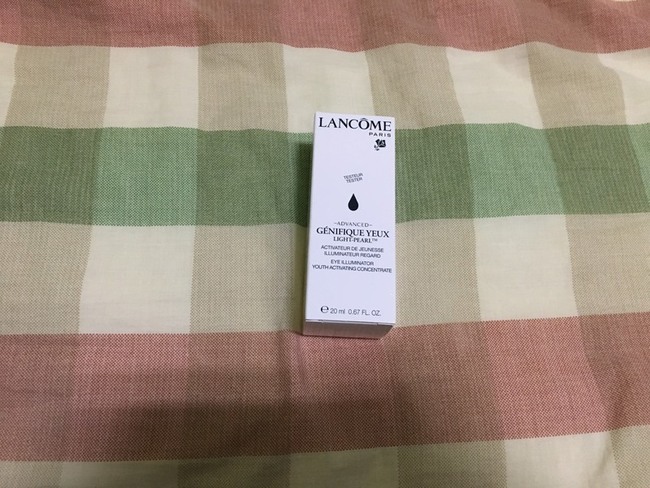 LANCÔME
PARIS
TESTEUR
TESTER
-ADVANCED-
GÉNIFIQUE YEUX
LIGHT-PEARL™
ACTIVATEUR DE JEUNESSE
ILLUMINATEUR REGARD
EYE ILLUMINATOR
YOUTH ACTIVATING CONCENTRATE
℮ 20 ml 0.67 FL. OZ.